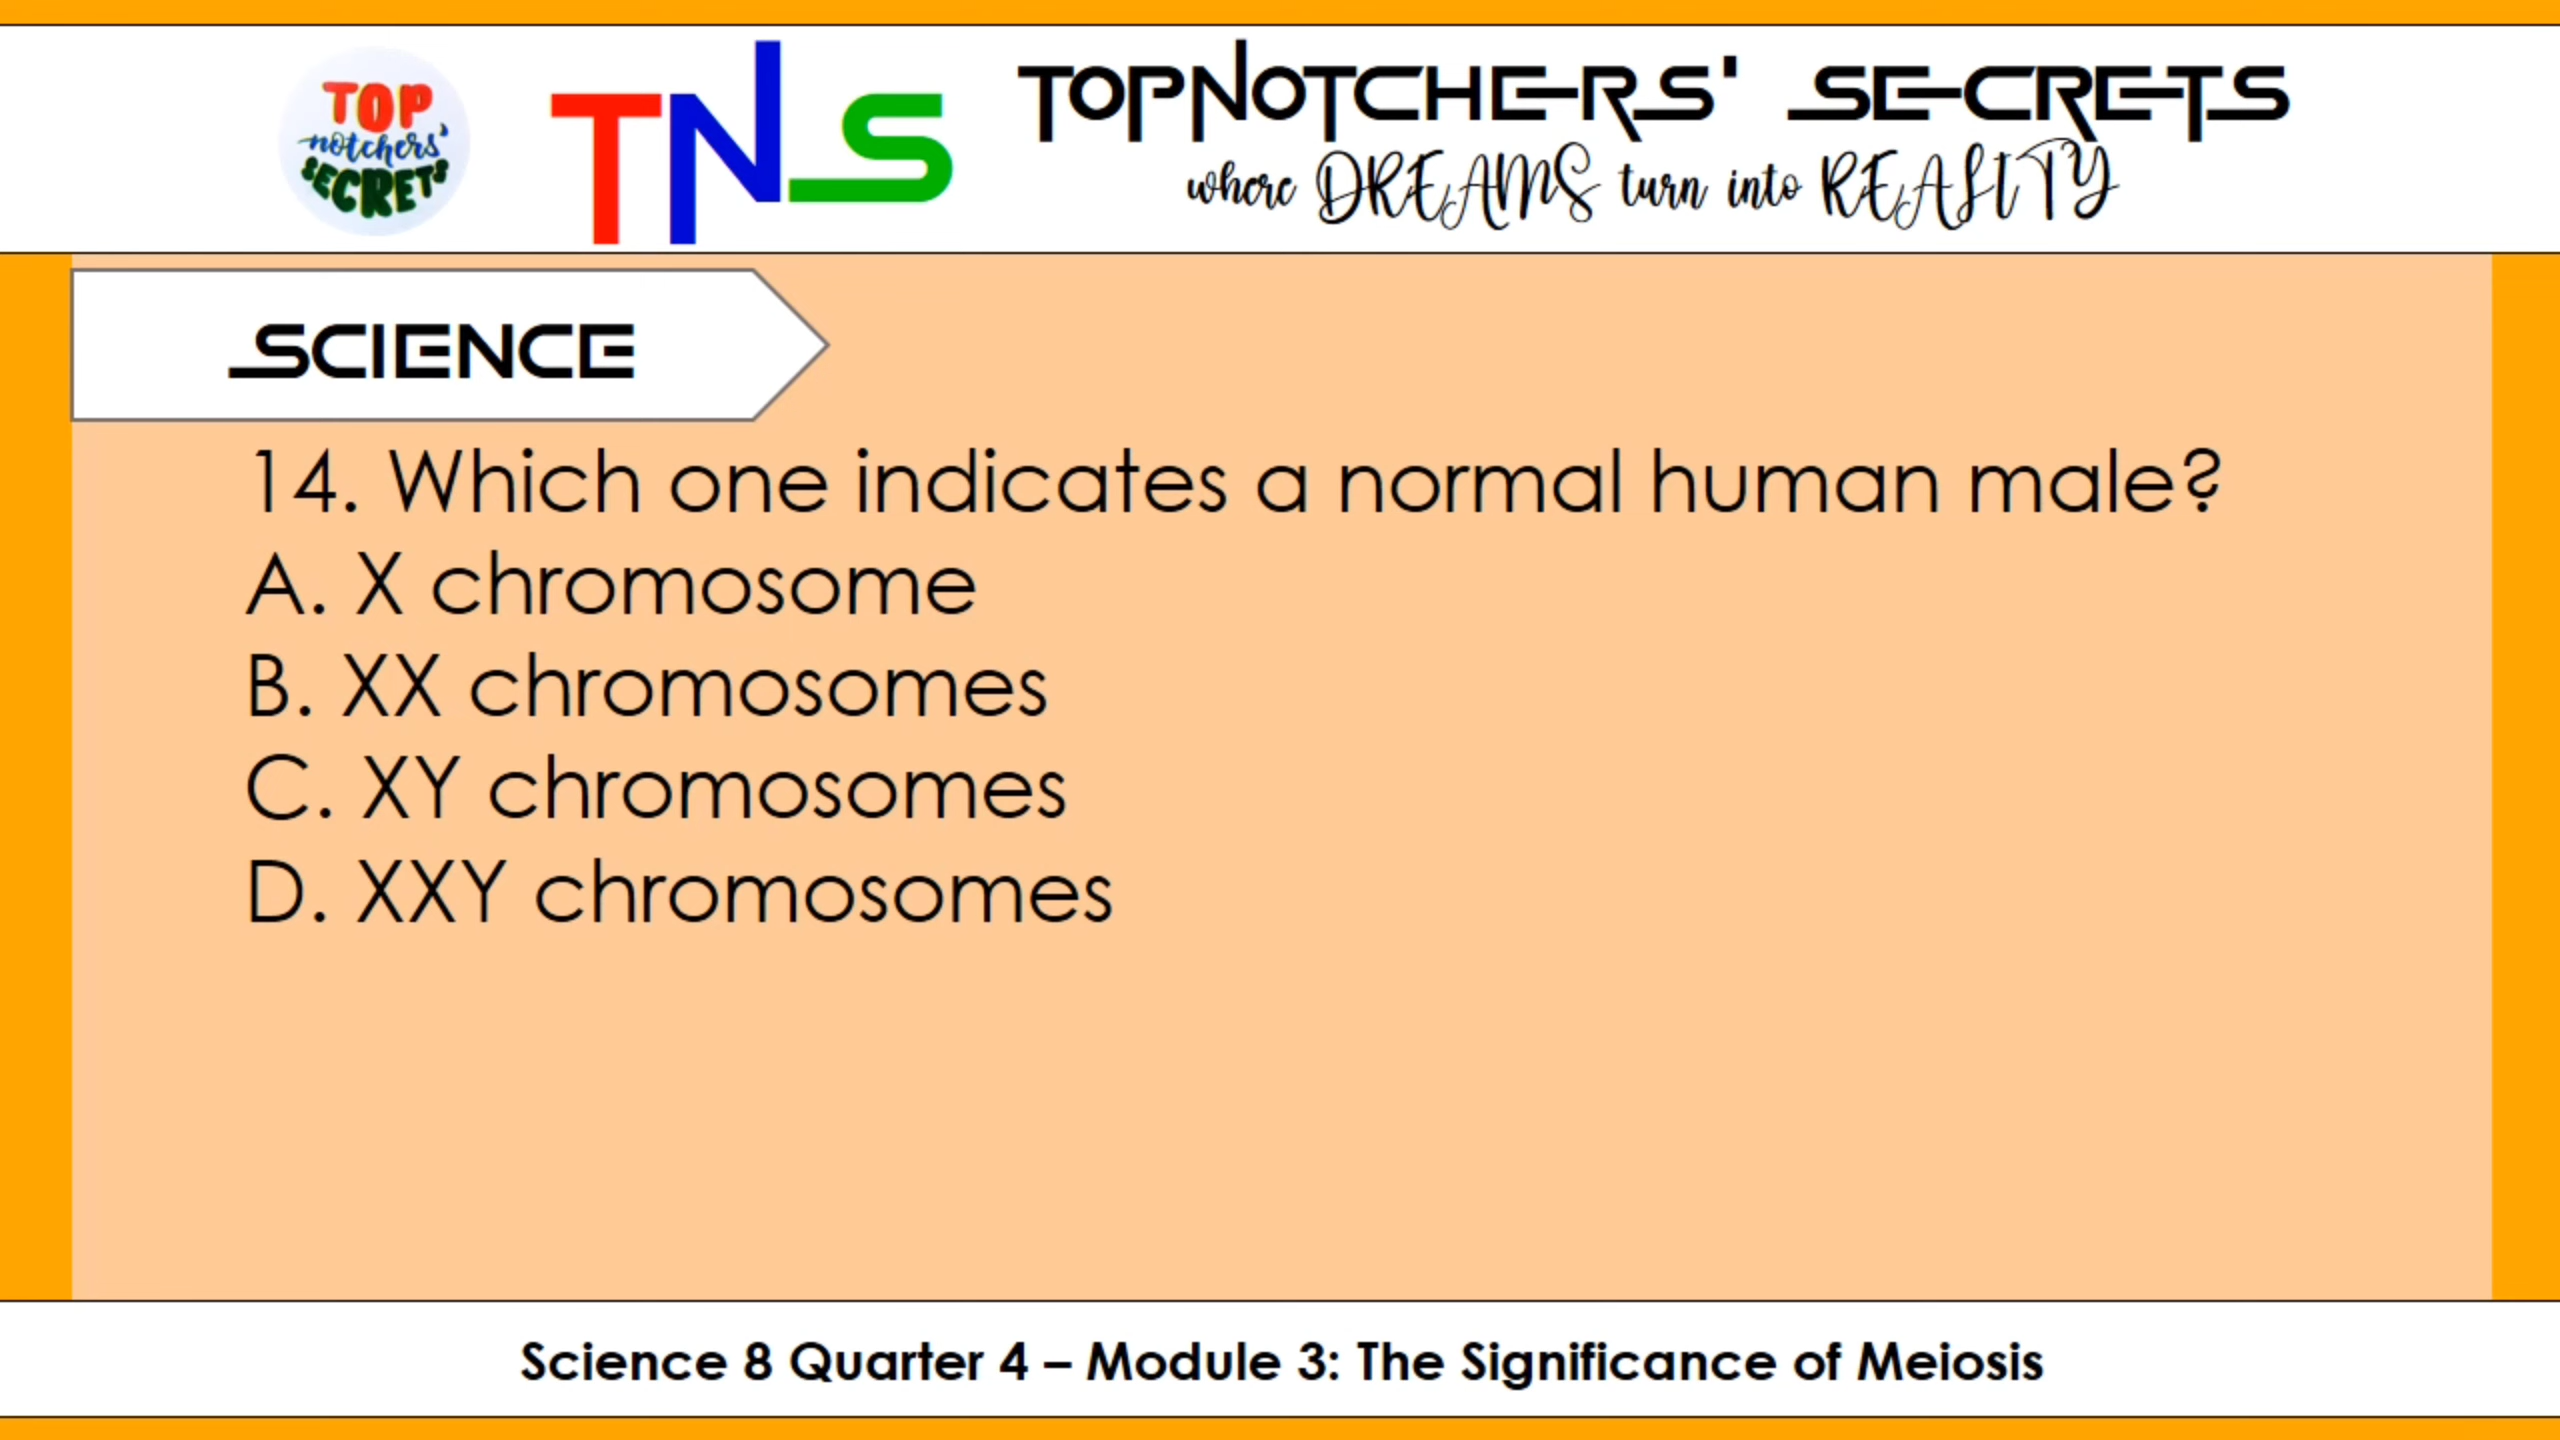 TOP
notchers'
SECRETS
TNS
TOPNOTCHERS' SECRETS
where DREAMS turn into REALITY
SCIENCE
14. Which one indicates a normal human male?
A. X chromosome
B. XX chromosomes
C. XY chromosomes
D. XXY chromosomes
Science 8 Quarter 4 – Module 3: The Significance of Meiosis